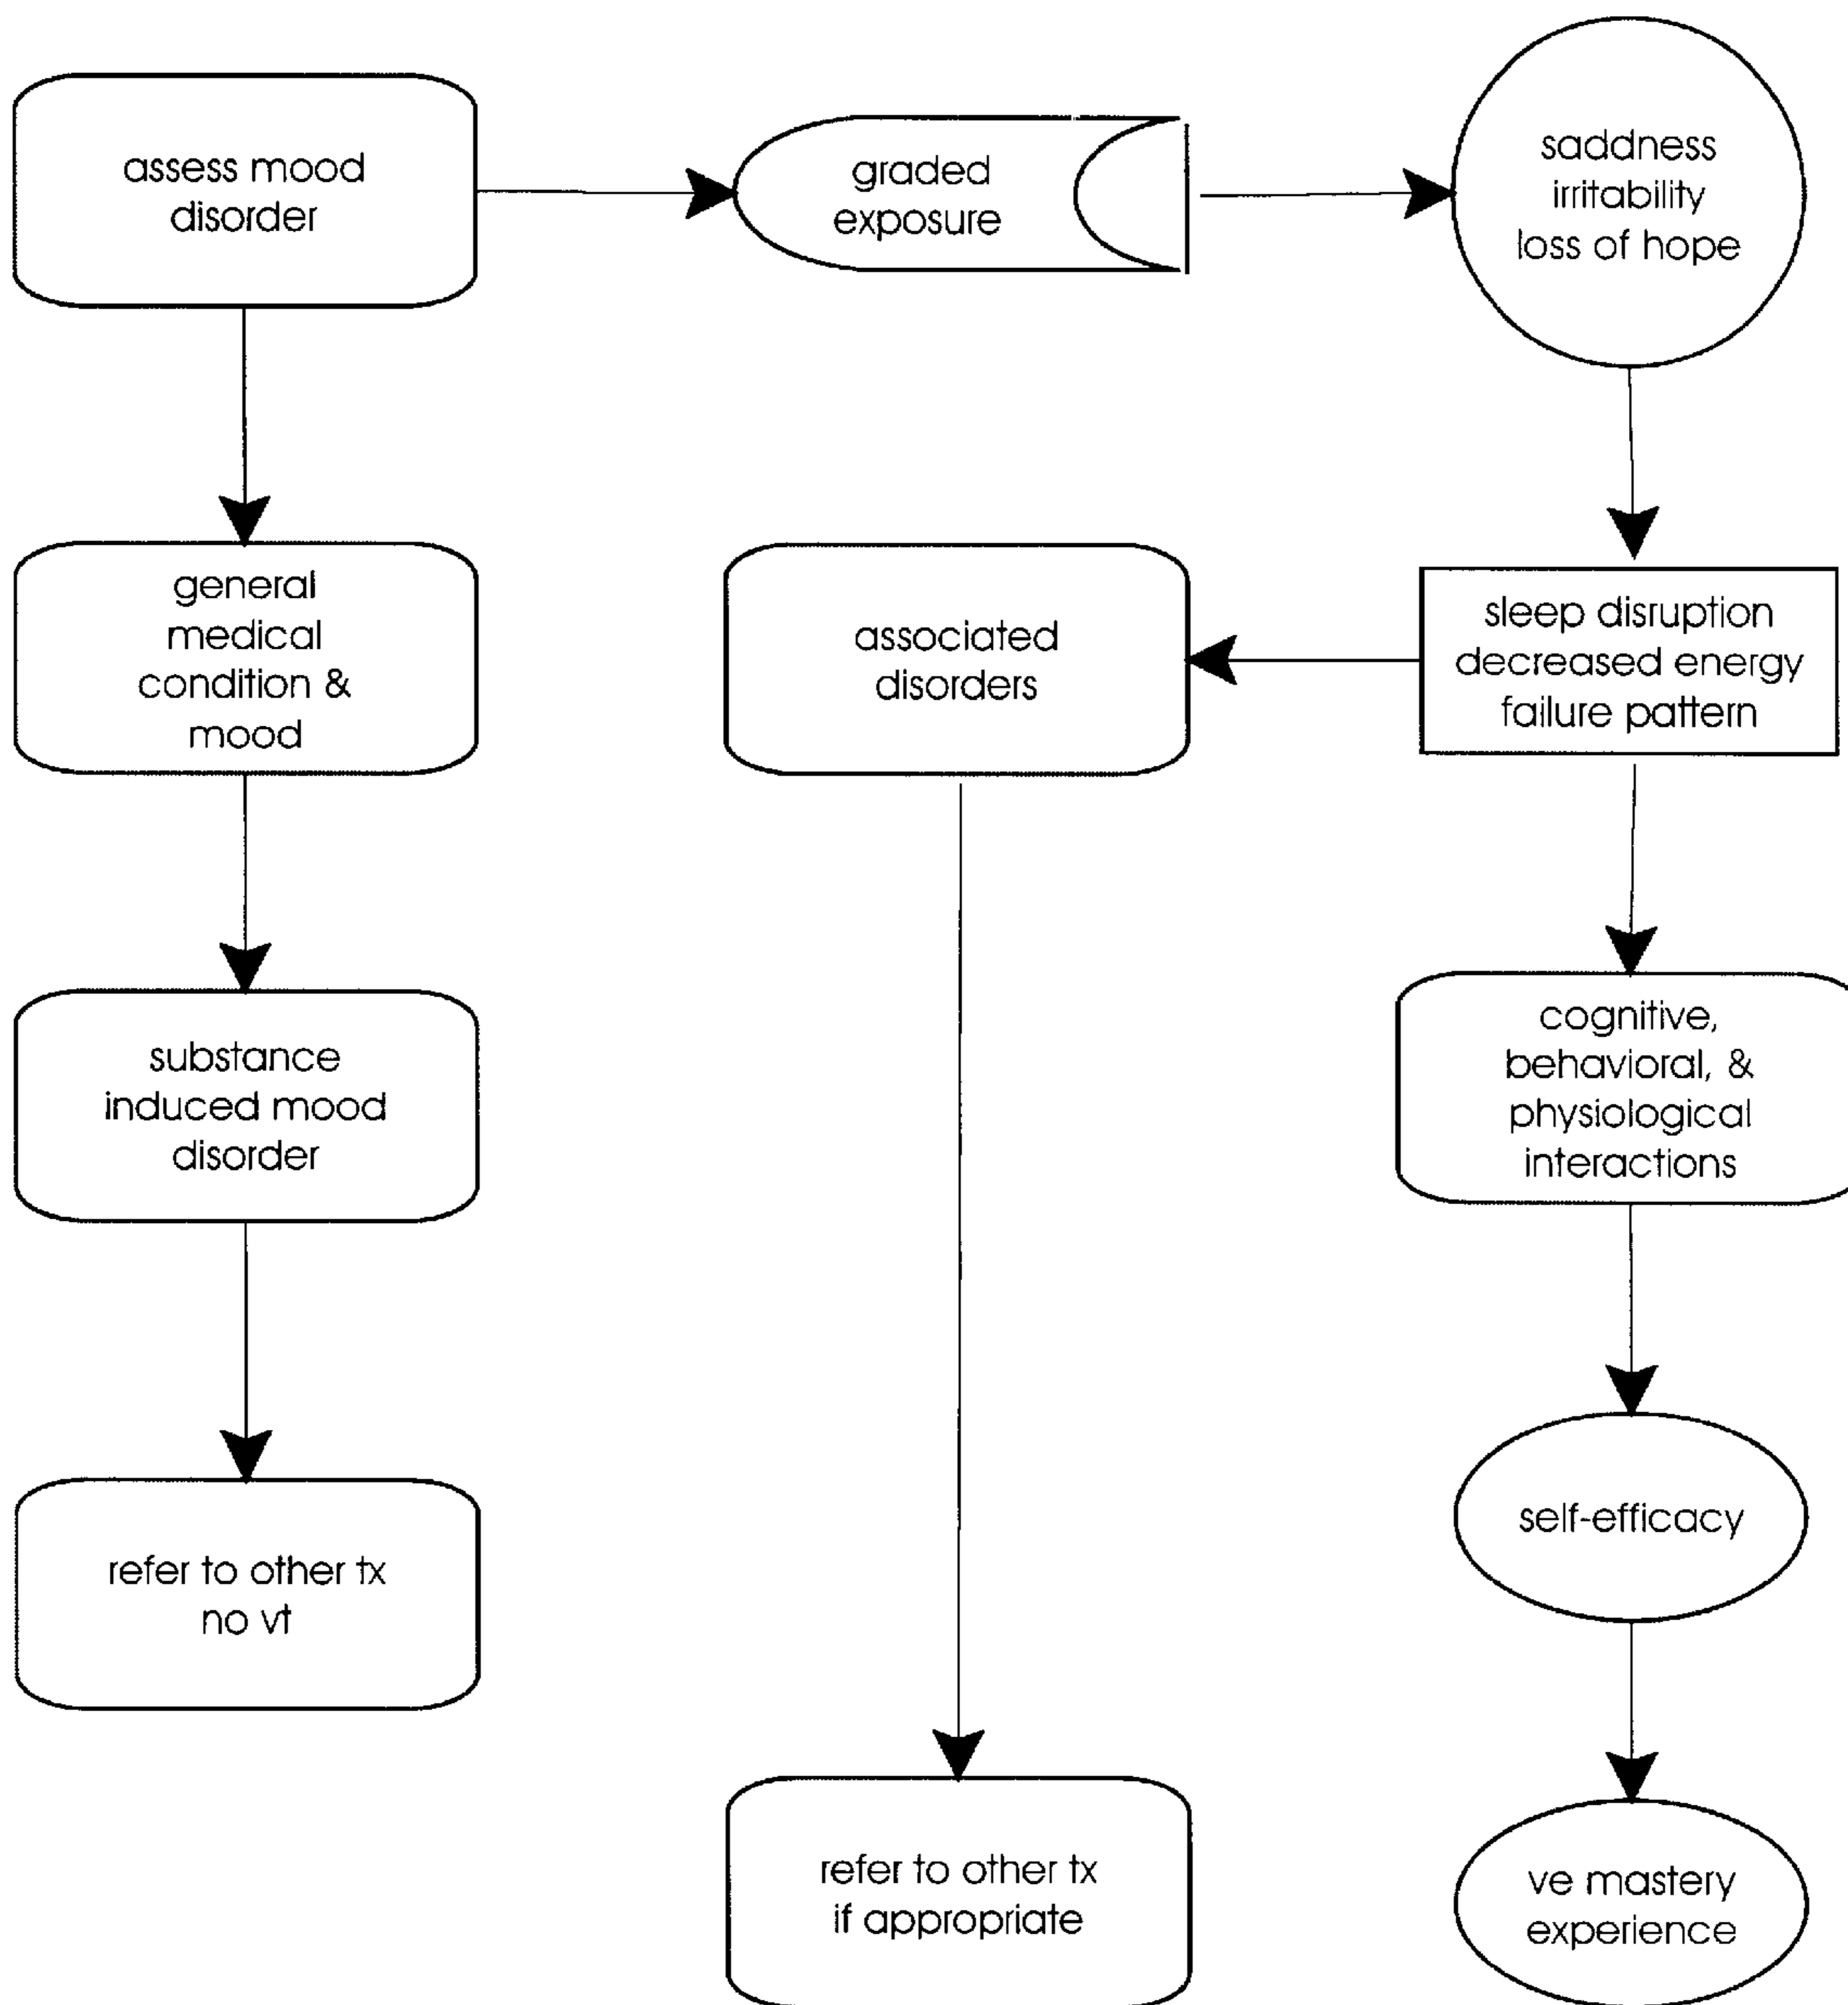 assess mood
disorder
graded
exposure
saddness
irritability
loss of hope
general
medical
condition &
mood
associated
disorders
sleep disruption
decreased energy
failure pattern
substance
induced mood
disorder
cognitive,
behavioral, &
physiological
interactions
refer to other tx
no vt
self-efficacy
refer to other tx
if appropriate
ve mastery
experience